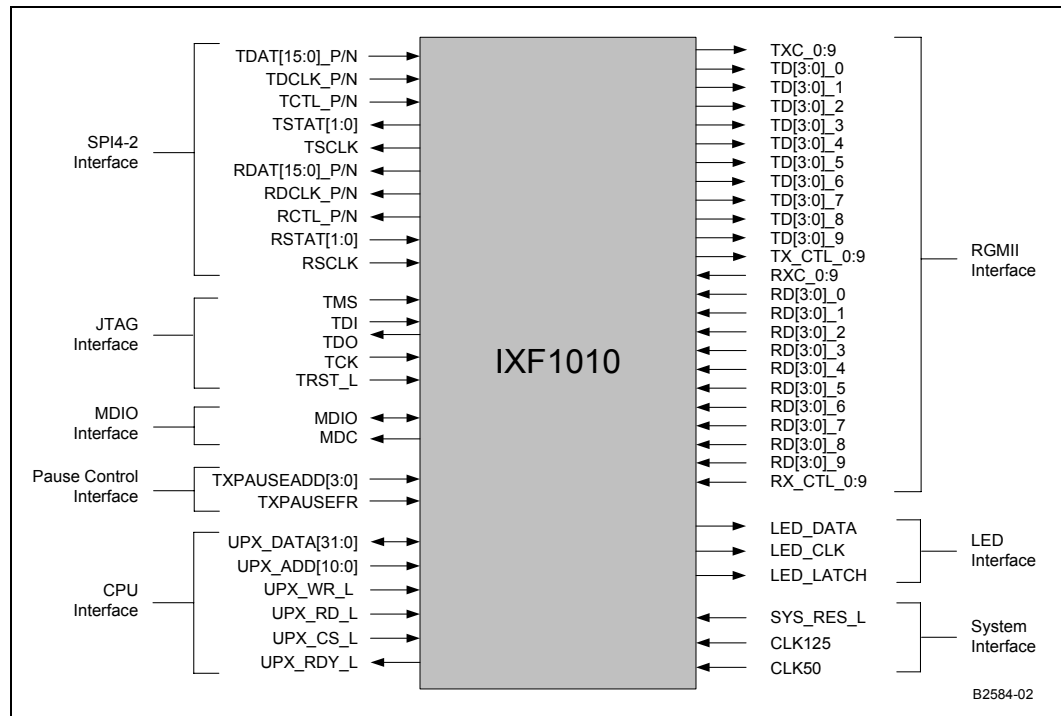 SPI4-2
Interface
TDAT[15:0]_P/N
TDCLK_P/N
TCTL_P/N
TSTAT[1:0]
TSCLK
RDAT[15:0]_P/N
RDCLK_P/N
RCTL_P/N
RSTAT[1:0]
RSCLK
JTAG
Interface
TMS
TDI
TDO
TCK
TRST_L
MDIO
Interface
MDIO
MDC
Pause Control
Interface
TXPAUSEADD[3:0]
TXPAUSEFR
CPU
Interface
UPX_DATA[31:0]
UPX_ADD[10:0]
UPX_WR_L
UPX_RD_L
UPX_CS_L
UPX_RDY_L
IXF1010
TXC_0:9
TD[3:0]_0
TD[3:0]_1
TD[3:0]_2
TD[3:0]_3
TD[3:0]_4
TD[3:0]_5
TD[3:0]_6
TD[3:0]_7
TD[3:0]_8
TD[3:0]_9
TX_CTL_0:9
RXC_0:9
RD[3:0]_0
RD[3:0]_1
RD[3:0]_2
RD[3:0]_3
RD[3:0]_4
RD[3:0]_5
RD[3:0]_6
RD[3:0]_7
RD[3:0]_8
RD[3:0]_9
RX_CTL_0:9
RGMII
Interface
LED_DATA
LED_CLK
LED_LATCH
LED
Interface
SYS_RES_L
CLK125
CLK50
System
Interface
B2584-02